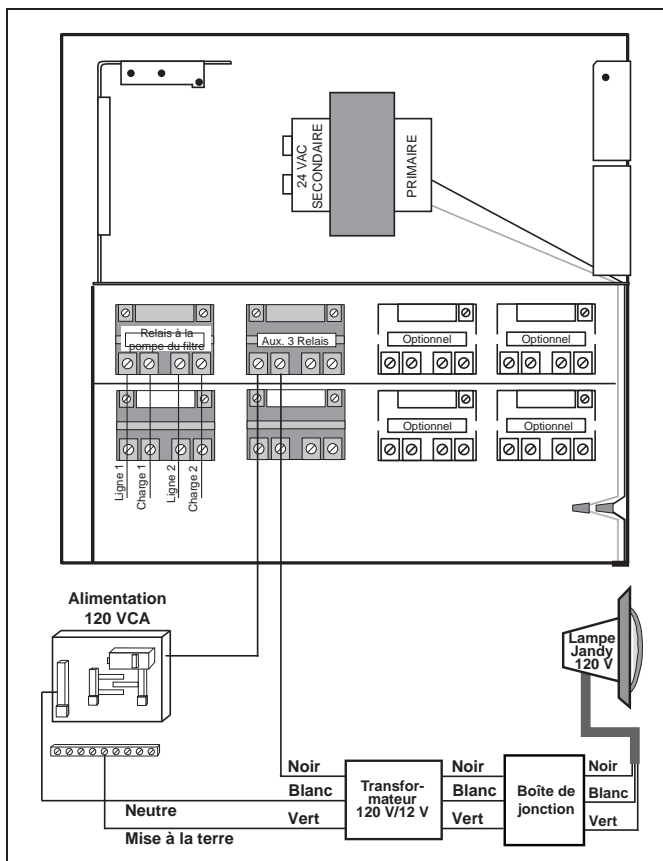 24 VAC
SECONDAIRE
PRIMAIRE
Relais à la
pompe du filtre
Aux. 3 Relais
Optionnel
Optionnel
Optionnel
Optionnel
Ligne 1
Charge 1
Ligne 2
Charge 2
Alimentation
120 VCA
Lampe
Jandy
120 V
Noir
Blanc
Vert
Neutre
Mise à la terre
Transfor-
mateur
120 V/12 V
Noir
Blanc
Vert
Boîte de
jonction
Noir
Blanc
Vert